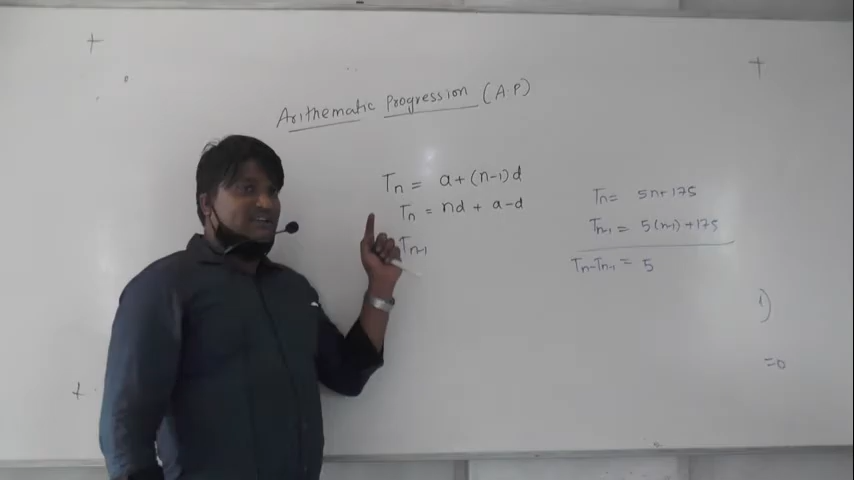 Arithematic Progression (A.P)
Tn = a+(n-1)d
Tn = nd + a-d
Tn-1
Tn = 5n+175
Tn-1 = 5(n-1)+175
Tn-Tn-1 = 5
1)
=0